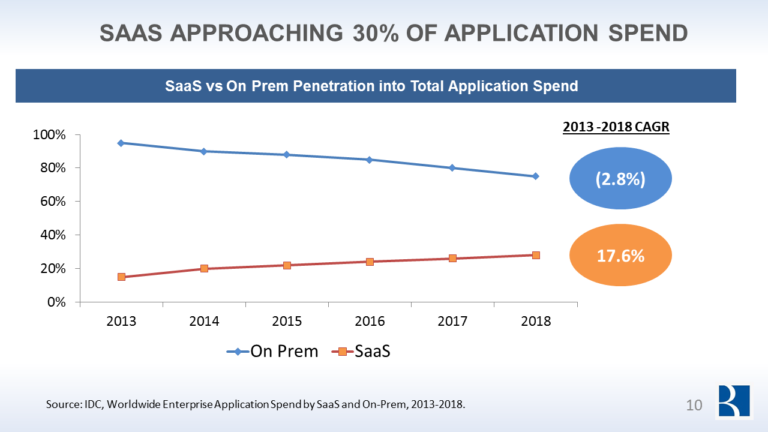 SAAS APPROACHING 30% OF APPLICATION SPEND
SaaS vs On Prem Penetration into Total Application Spend
2013 -2018 CAGR
100%
80%
60%
40%
20%
0%
(2.8%)
17.6%
2013 2014 2015 2016 2017 2018
On Prem SaaS
Source: IDC, Worldwide Enterprise Application Spend by SaaS and On-Prem, 2013-2018.
10